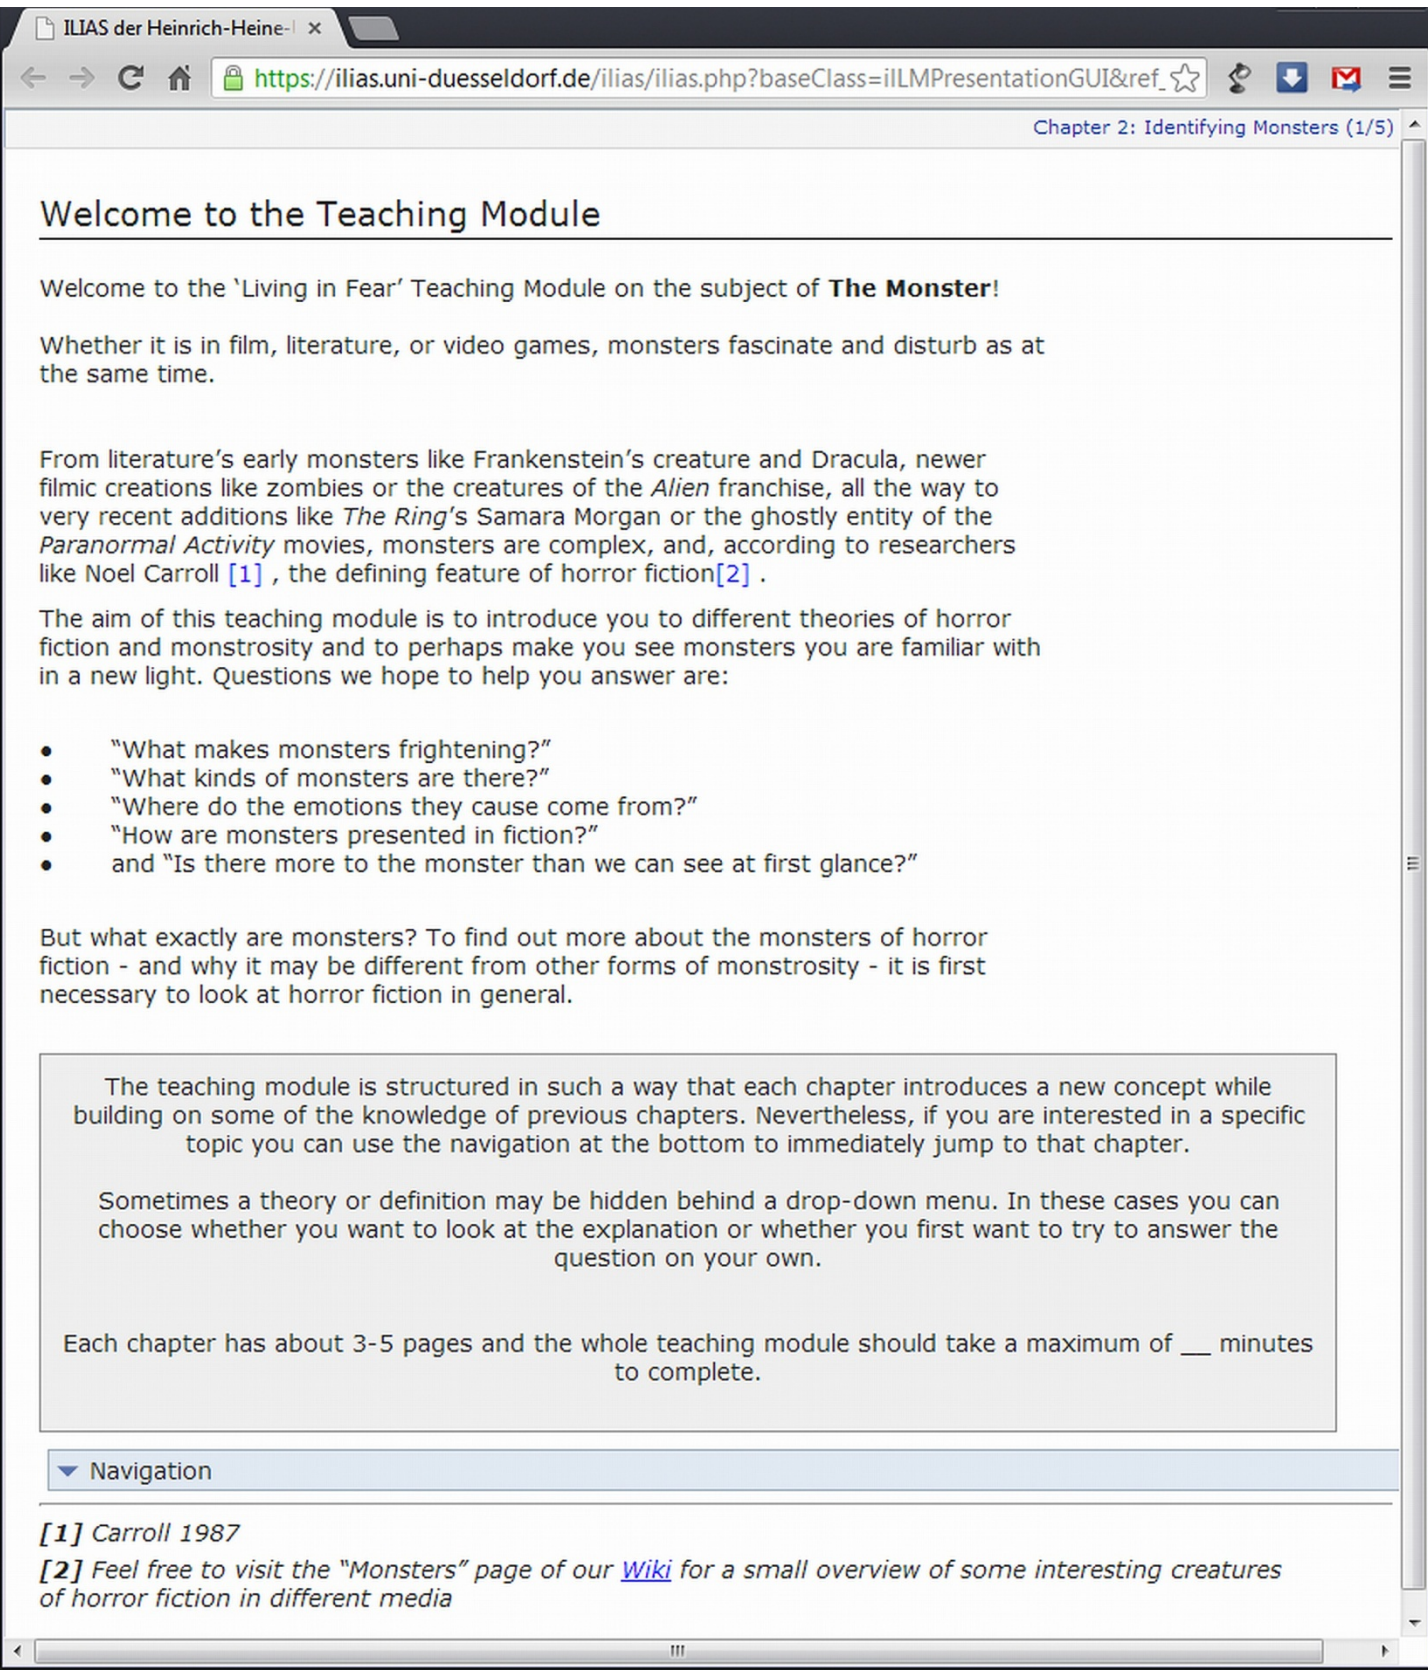 ILIAS der Heinrich-Heine-
https://ilias.uni-duesseldorf.de/ilias/ilias.php?baseClass=ilLMPresentationGUI&ref_
Chapter 2: Identifying Monsters (1/5)
Welcome to the Teaching Module
Welcome to the ‘Living in Fear’ Teaching Module on the subject of The Monster!
Whether it is in film, literature, or video games, monsters fascinate and disturb as at
the same time.
From literature’s early monsters like Frankenstein’s creature and Dracula, newer
filmic creations like zombies or the creatures of the Alien franchise, all the way to
very recent additions like The Ring’s Samara Morgan or the ghostly entity of the
Paranormal Activity movies, monsters are complex, and, according to researchers
like Noel Carroll [1] , the defining feature of horror fiction[2] .
The aim of this teaching module is to introduce you to different theories of horror
fiction and monstrosity and to perhaps make you see monsters you are familiar with
in a new light. Questions we hope to help you answer are:
● “What makes monsters frightening?”
● “What kinds of monsters are there?”
● “Where do the emotions they cause come from?”
● “How are monsters presented in fiction?”
● and “Is there more to the monster than we can see at first glance?”
But what exactly are monsters? To find out more about the monsters of horror
fiction - and why it may be different from other forms of monstrosity - it is first
necessary to look at horror fiction in general.
The teaching module is structured in such a way that each chapter introduces a new concept while
building on some of the knowledge of previous chapters. Nevertheless, if you are interested in a specific
topic you can use the navigation at the bottom to immediately jump to that chapter.
Sometimes a theory or definition may be hidden behind a drop-down menu. In these cases you can
choose whether you want to look at the explanation or whether you first want to try to answer the
question on your own.
Each chapter has about 3-5 pages and the whole teaching module should take a maximum of __ minutes
to complete.
Navigation
[1] Carroll 1987
[2] Feel free to visit the “Monsters” page of our Wiki for a small overview of some interesting creatures
of horror fiction in different media